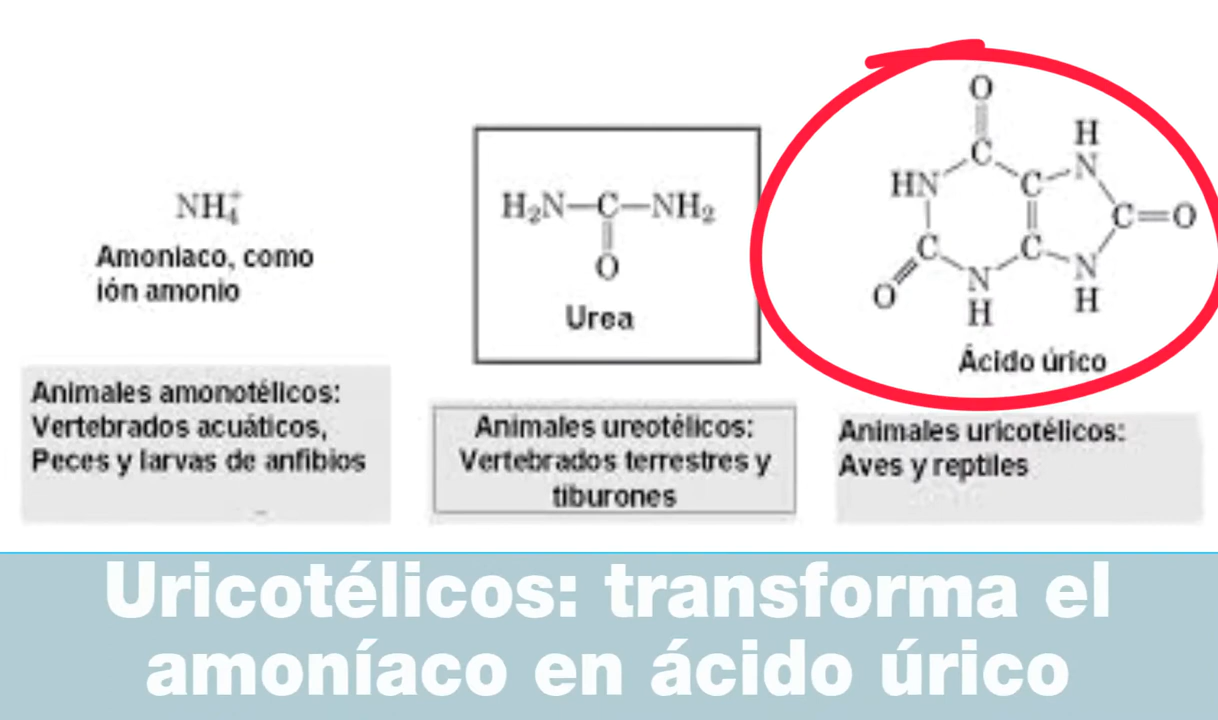 NH₄⁺
Amoníaco, como
ión amonio
Animales amonotélicos:
Vertebrados acuáticos,
Peces y larvas de anfibios
H₂N—C—NH₂
O
Urea
Animales ureotélicos:
Vertebrados terrestres y
tiburones
O
C
H
N
HN
C
C=O
C
C
N
O
N
H
H
Ácido úrico
Animales uricotélicos:
Aves y reptiles
Uricotélicos: transforma el
amoníaco en ácido úrico